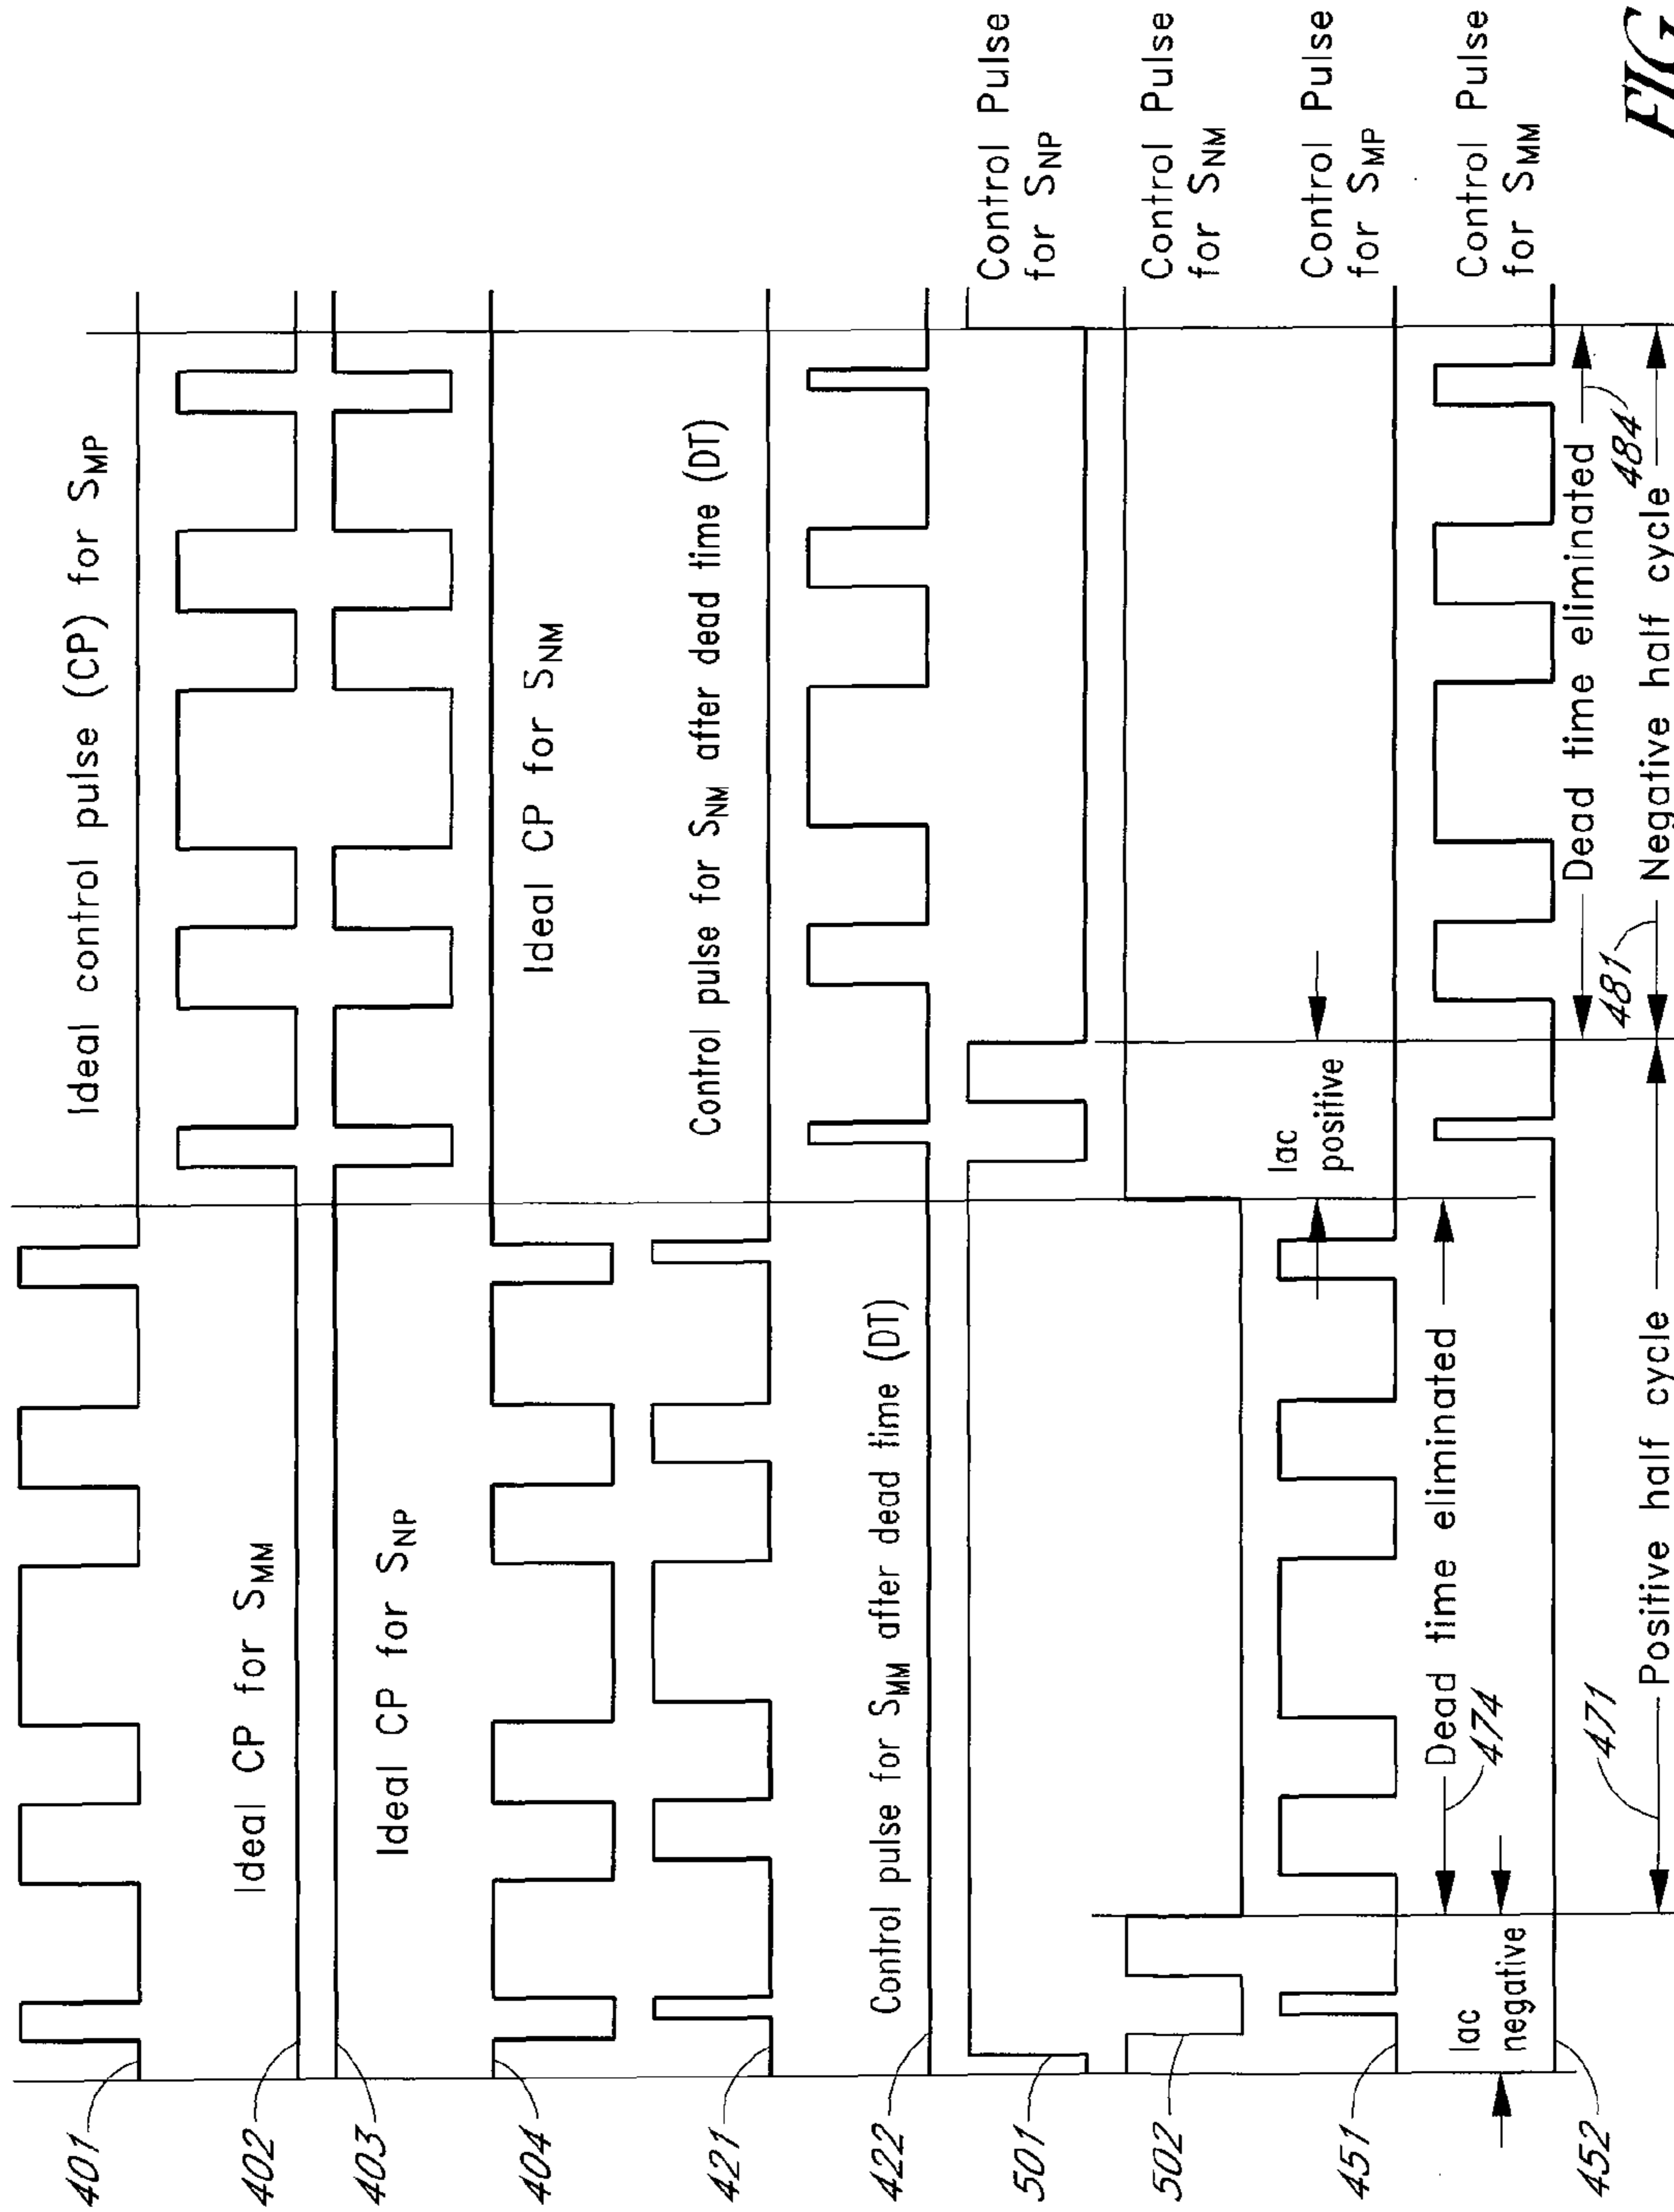 401
Ideal control pulse (CP) for SMP
402
Ideal CP for SMM
403
Ideal CP for SNP
404
Ideal CP for SNM
421
Control pulse for SNM after dead time (DT)
422
Control pulse for SMM after dead time (DT)
501
Control Pulse
for SNP
502
Control Pulse
for SNM
451
Iac
positive
Control Pulse
for SMP
452
Iac
negative
Control Pulse
for SMM
Dead time eliminated
474
Dead time eliminated
484
471
Positive half cycle
481
Negative half cycle
FIG